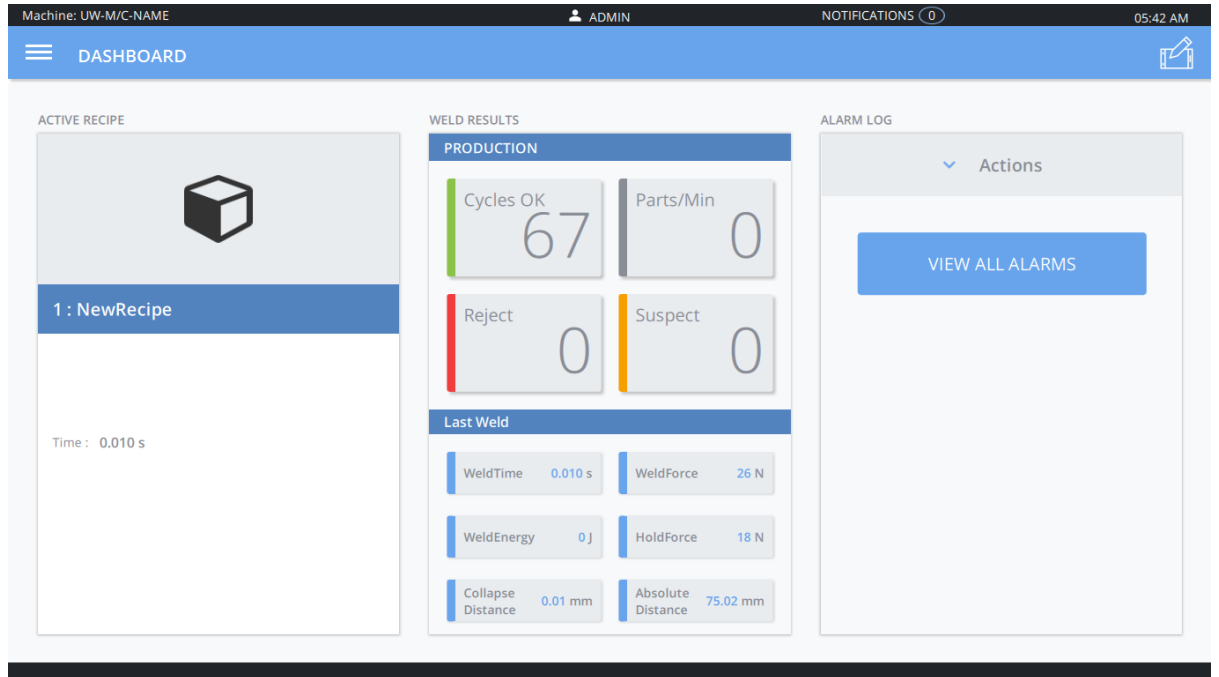 Machine: UW-M/C-NAME
ADMIN
NOTIFICATIONS 0
05:42 AM
DASHBOARD
ACTIVE RECIPE
1 : NewRecipe
Time : 0.010 s
WELD RESULTS
PRODUCTION
Cycles OK
67
Parts/Min
0
Reject
0
Suspect
0
Last Weld
WeldTime 0.010 s
WeldForce 26 N
WeldEnergy 0 J
HoldForce 18 N
Collapse
Distance
0.01 mm
Absolute
Distance
75.02 mm
ALARM LOG
Actions
VIEW ALL ALARMS